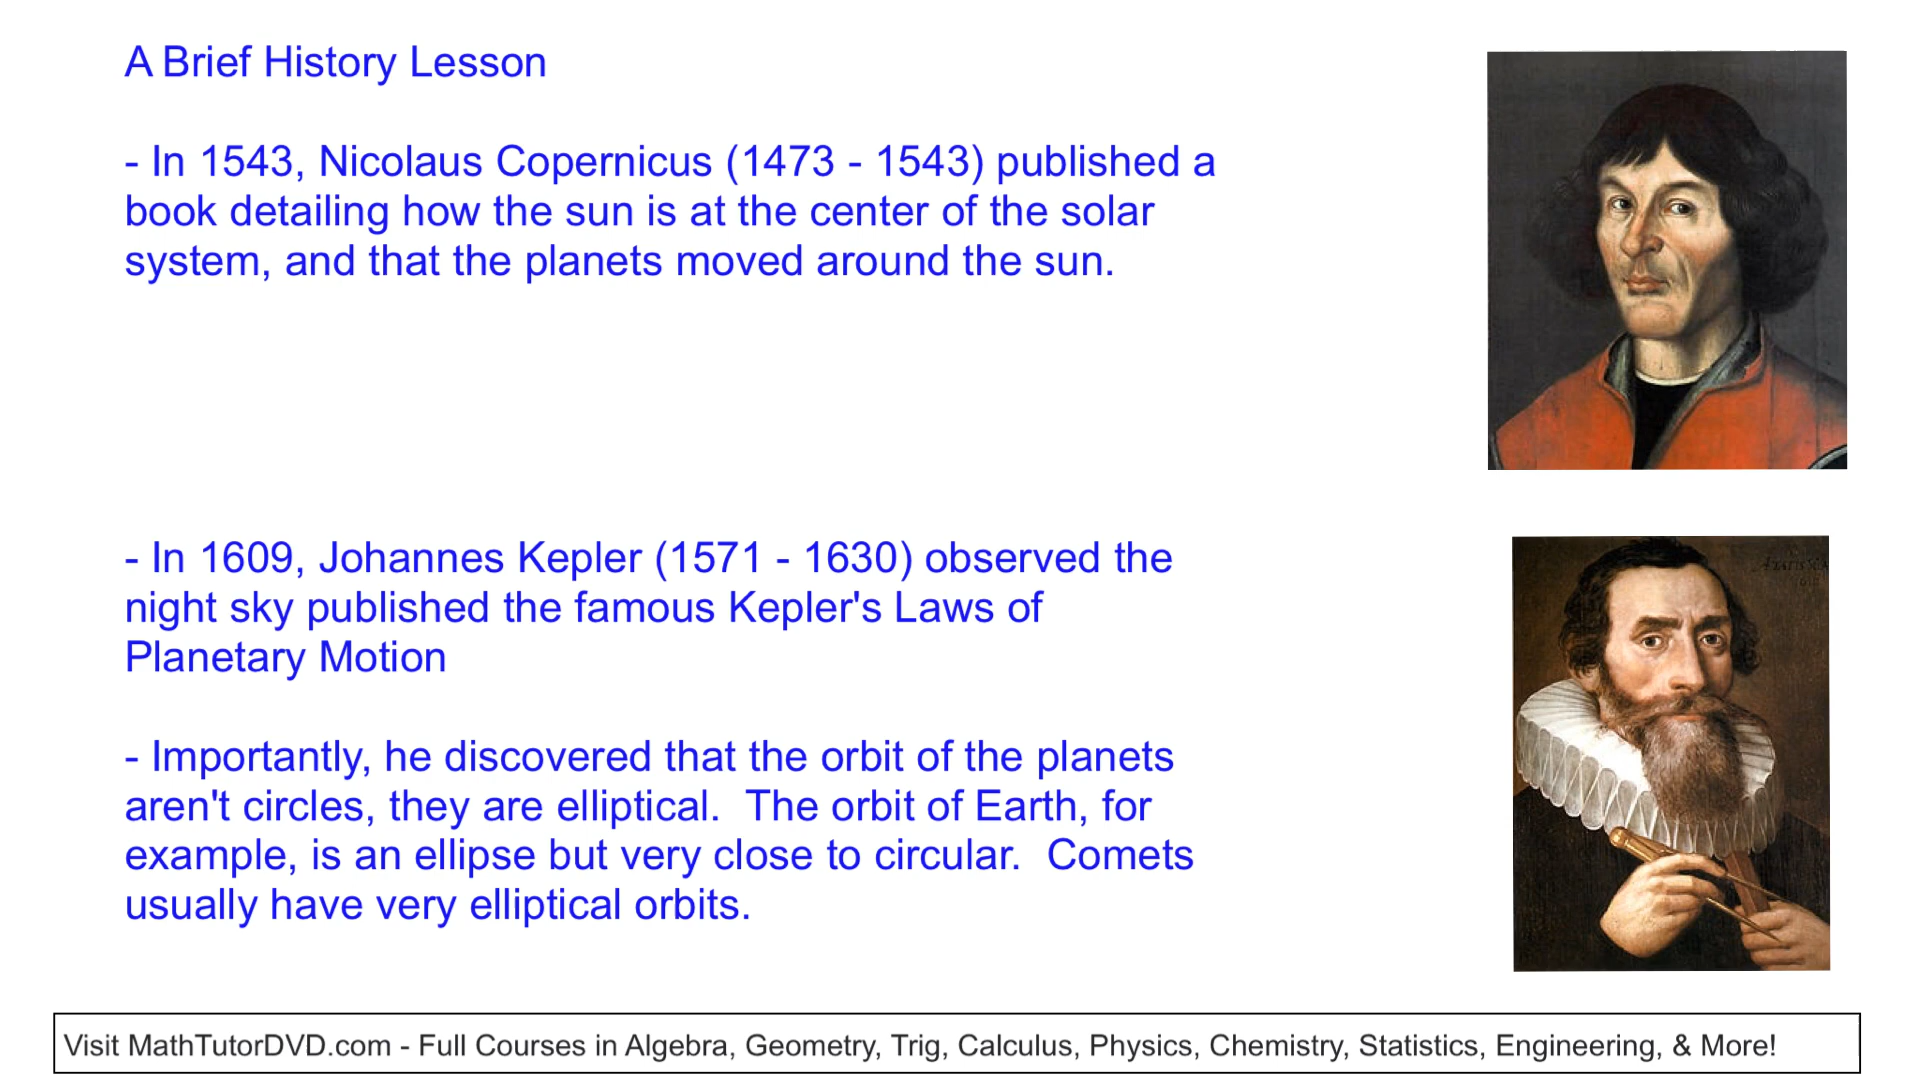 A Brief History Lesson
- In 1543, Nicolaus Copernicus (1473 - 1543) published a
book detailing how the sun is at the center of the solar
system, and that the planets moved around the sun.
- In 1609, Johannes Kepler (1571 - 1630) observed the
night sky published the famous Kepler's Laws of
Planetary Motion
- Importantly, he discovered that the orbit of the planets
aren't circles, they are elliptical.  The orbit of Earth, for
example, is an ellipse but very close to circular.  Comets
usually have very elliptical orbits.
Visit MathTutorDVD.com - Full Courses in Algebra, Geometry, Trig, Calculus, Physics, Chemistry, Statistics, Engineering, & More!